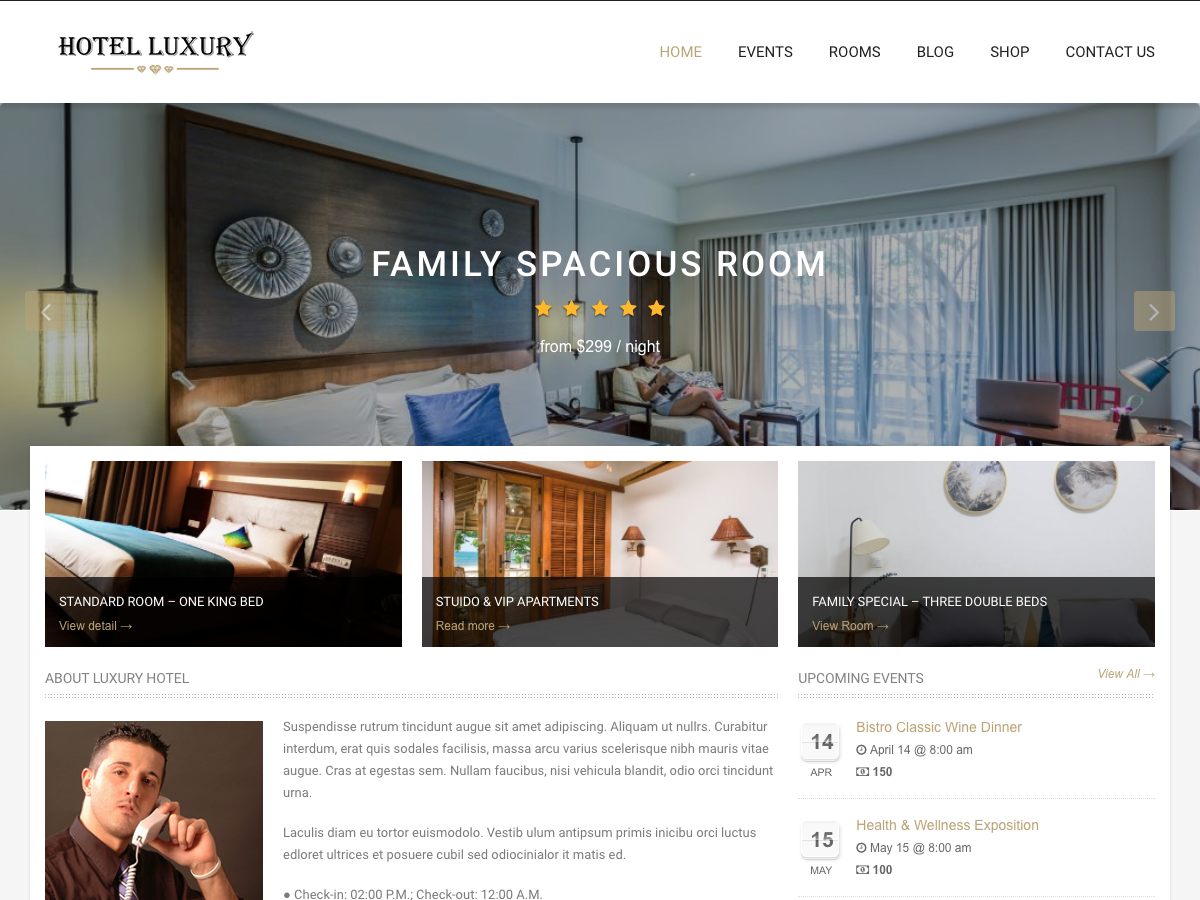 HOTEL LUXURY
HOME
EVENTS
ROOMS
BLOG
SHOP
CONTACT US
FAMILY SPACIOUS ROOM
from $299 / night
STANDARD ROOM – ONE KING BED
View detail →
STUIDO & VIP APARTMENTS
Read more →
FAMILY SPECIAL – THREE DOUBLE BEDS
View Room →
ABOUT LUXURY HOTEL
Suspendisse rutrum tincidunt augue sit amet adipiscing. Aliquam ut nullrs. Curabitur
interdum, erat quis sodales facilisis, massa arcu varius scelerisque nibh mauris vitae
augue. Cras at egestas sem. Nullam faucibus, nisi vehicula blandit, odio orci tincidunt
urna.
Laculis diam eu tortor euismodolo. Vestib ulum antipsum primis inicibu orci luctus
edloret ultrices et posuere cubil sed odiocinialor it matis ed.
● Check-in: 02:00 P.M.; Check-out: 12:00 A.M.
UPCOMING EVENTS
View All →
14
APR
Bistro Classic Wine Dinner
April 14 @ 8:00 am
150
15
MAY
Health & Wellness Exposition
May 15 @ 8:00 am
100